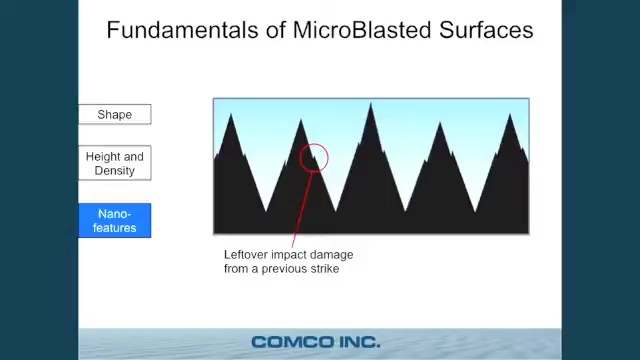 Fundamentals of MicroBlasted Surfaces
Shape
Height and
Density
Nano-
features
Leftover impact damage
from a previous strike
COMCO INC.